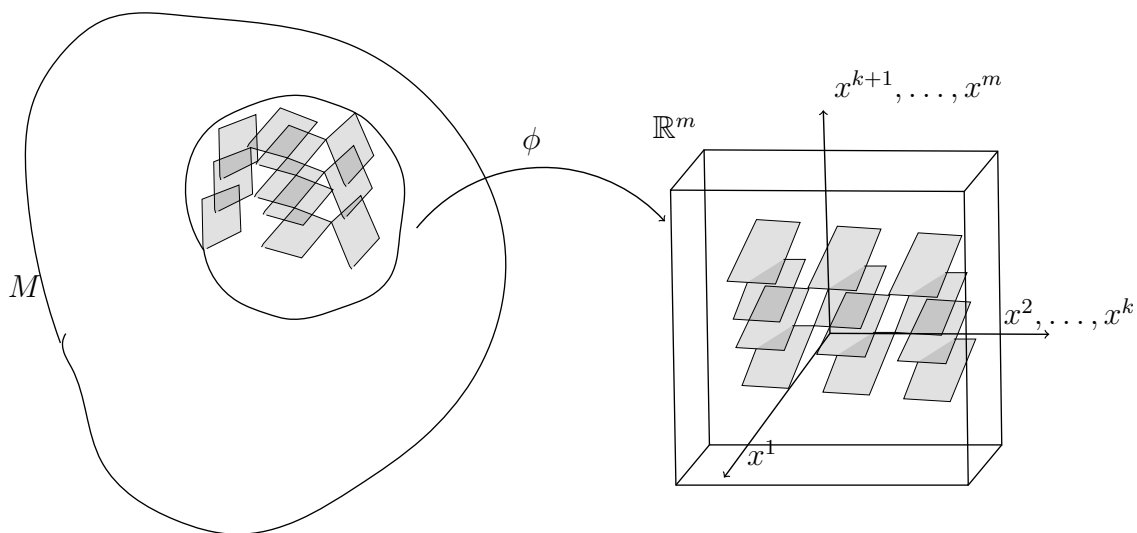 x^{k+1}, …, x^m
ℝ^m
ϕ
M
x^2, …, x^k
x^1